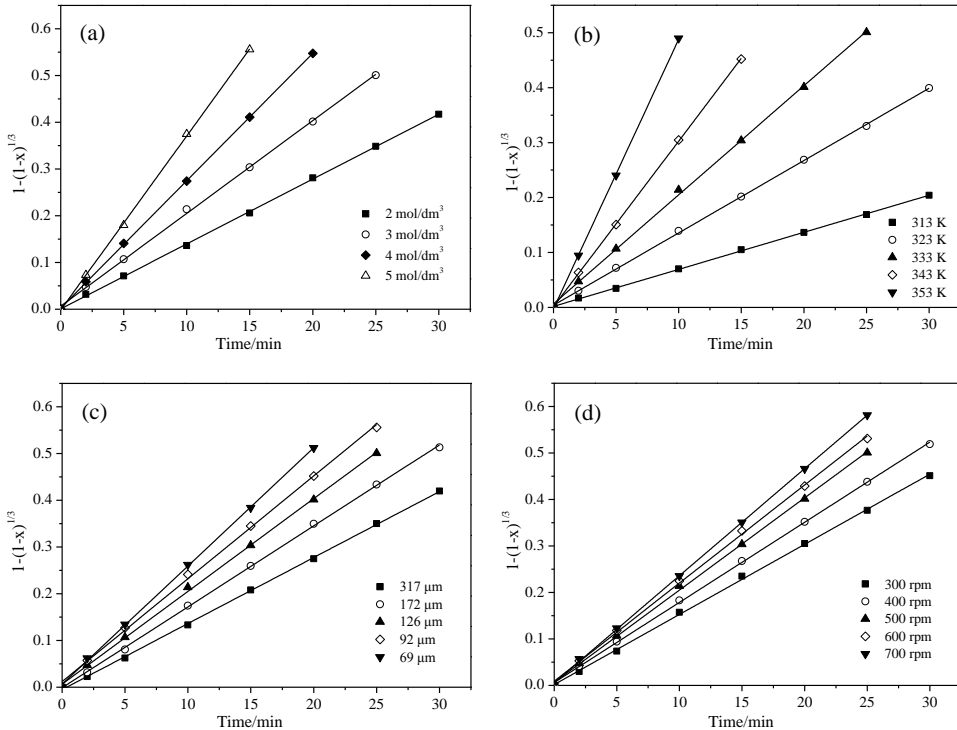 (a)
0.6
0.5
0.4
0.3
0.2
0.1
0.0
1-(1-x)^1/3
2 mol/dm³
3 mol/dm³
4 mol/dm³
5 mol/dm³
0 5 10 15 20 25 30
Time/min
(b)
0.5
0.4
0.3
0.2
0.1
0.0
1-(1-x)^1/3
313 K
323 K
333 K
343 K
353 K
0 5 10 15 20 25 30
Time/min
(c)
0.6
0.5
0.4
0.3
0.2
0.1
0.0
1-(1-x)^1/3
317 μm
172 μm
126 μm
92 μm
69 μm
0 5 10 15 20 25 30
Time/min
(d)
0.6
0.5
0.4
0.3
0.2
0.1
0.0
1-(1-x)^1/3
300 rpm
400 rpm
500 rpm
600 rpm
700 rpm
0 5 10 15 20 25 30
Time/min